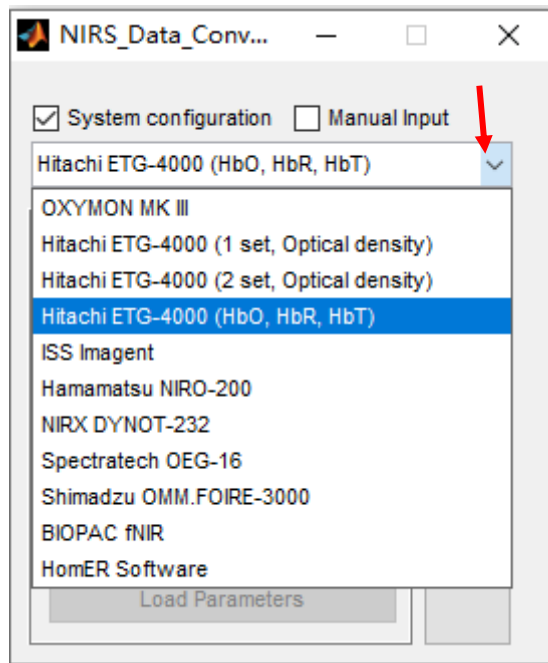 NIRS_Data_Conv...
System configuration Manual Input
Hitachi ETG-4000 (HbO, HbR, HbT)
OXYMON MK III
Hitachi ETG-4000 (1 set, Optical density)
Hitachi ETG-4000 (2 set, Optical density)
Hitachi ETG-4000 (HbO, HbR, HbT)
ISS Imagent
Hamamatsu NIRO-200
NIRX DYNOT-232
Spectratech OEG-16
Shimadzu OMM.FOIRE-3000
BIOPAC fNIR
HomER Software
Load Parameters